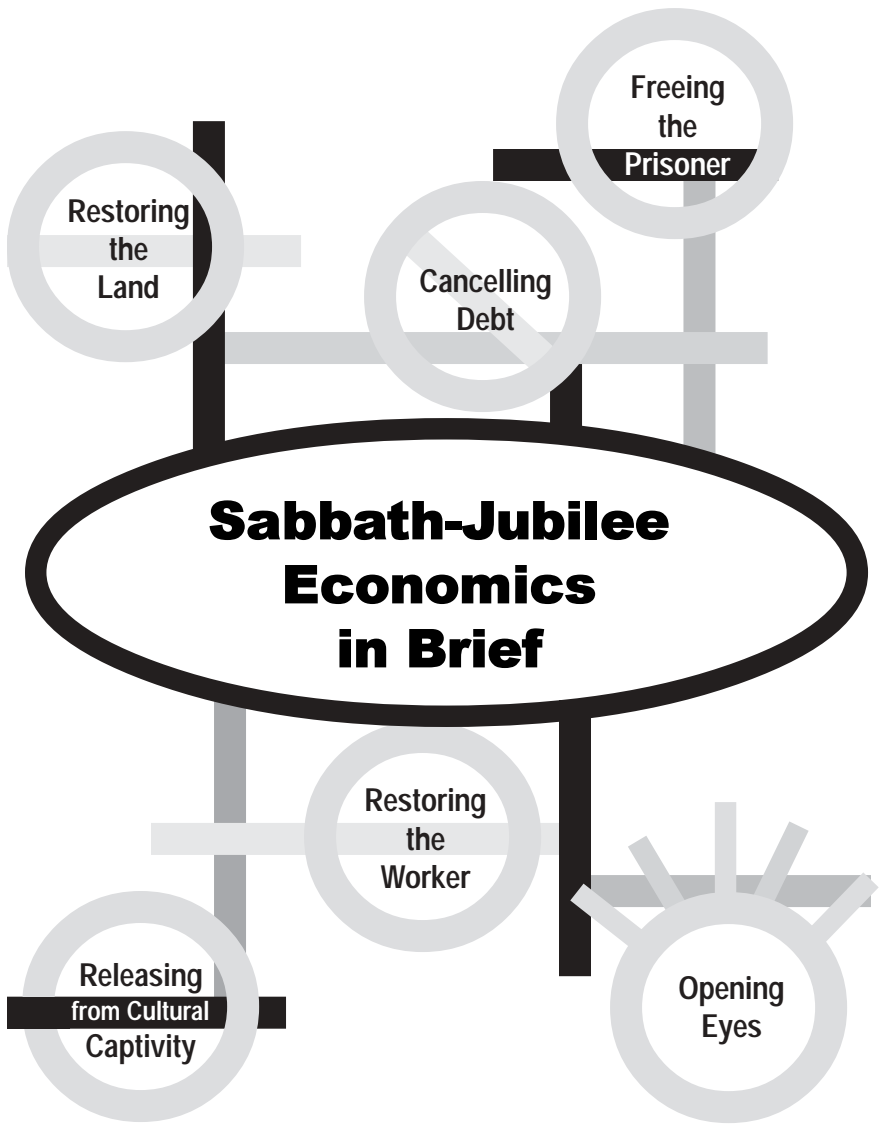 Freeing
the
Prisoner
Restoring
the
Land
Cancelling
Debt
Sabbath-Jubilee
Economics
in Brief
Restoring
the
Worker
Releasing
from Cultural
Captivity
Opening
Eyes